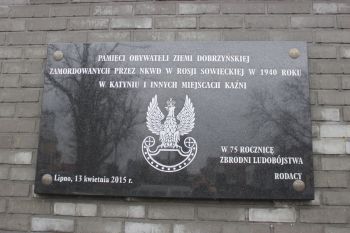 PAMIĘCI OBYWATELI ZIEMI DOBRZYŃSKIEJ
ZAMORDOWANYCH PRZEZ NKWD W ROSJI SOWIECKIEJ W 1940 ROKU
W KATYNIU I INNYCH MIEJSCACH KAŹNI
W 75 ROCZNICĘ
ZBRODNI LUDOBÓJSTWA
Lipno, 13 kwietnia 2015 r.
RODACY